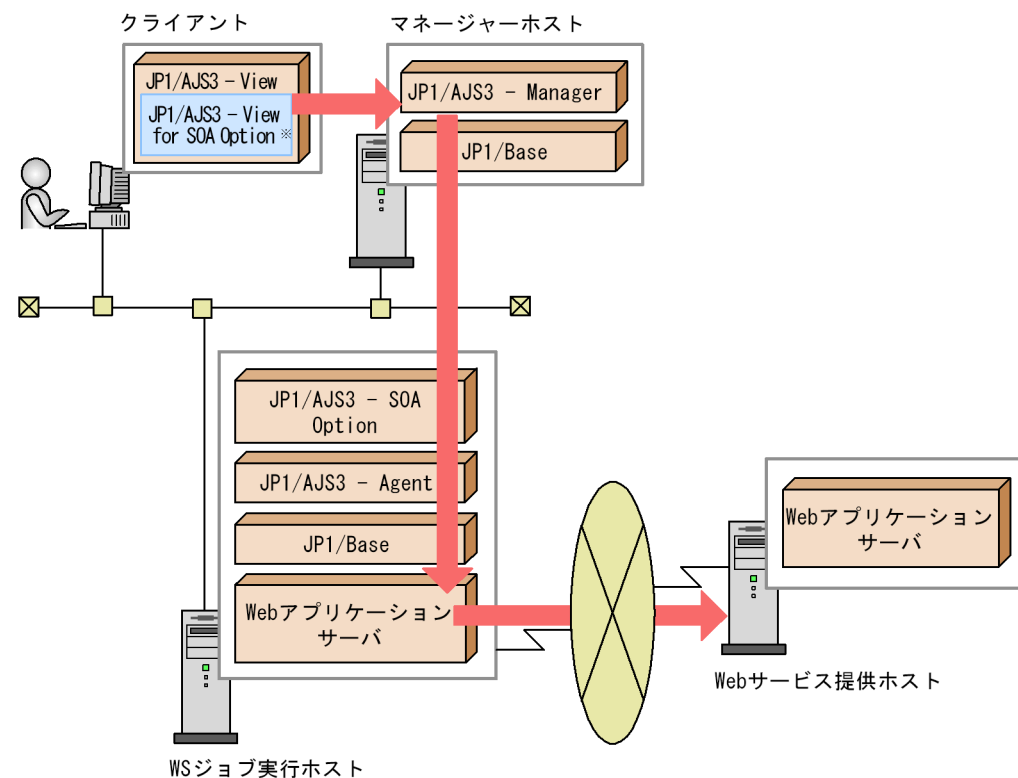 クライアント
マネージャーホスト
JP1/AJS3 - View
JP1/AJS3 - View
for SOA Option ※
JP1/AJS3 - Manager
JP1/Base
JP1/AJS3 - SOA
Option
JP1/AJS3 - Agent
JP1/Base
Webアプリケーション
サーバ
WSジョブ実行ホスト
Webアプリケーション
サーバ
Webサービス提供ホスト